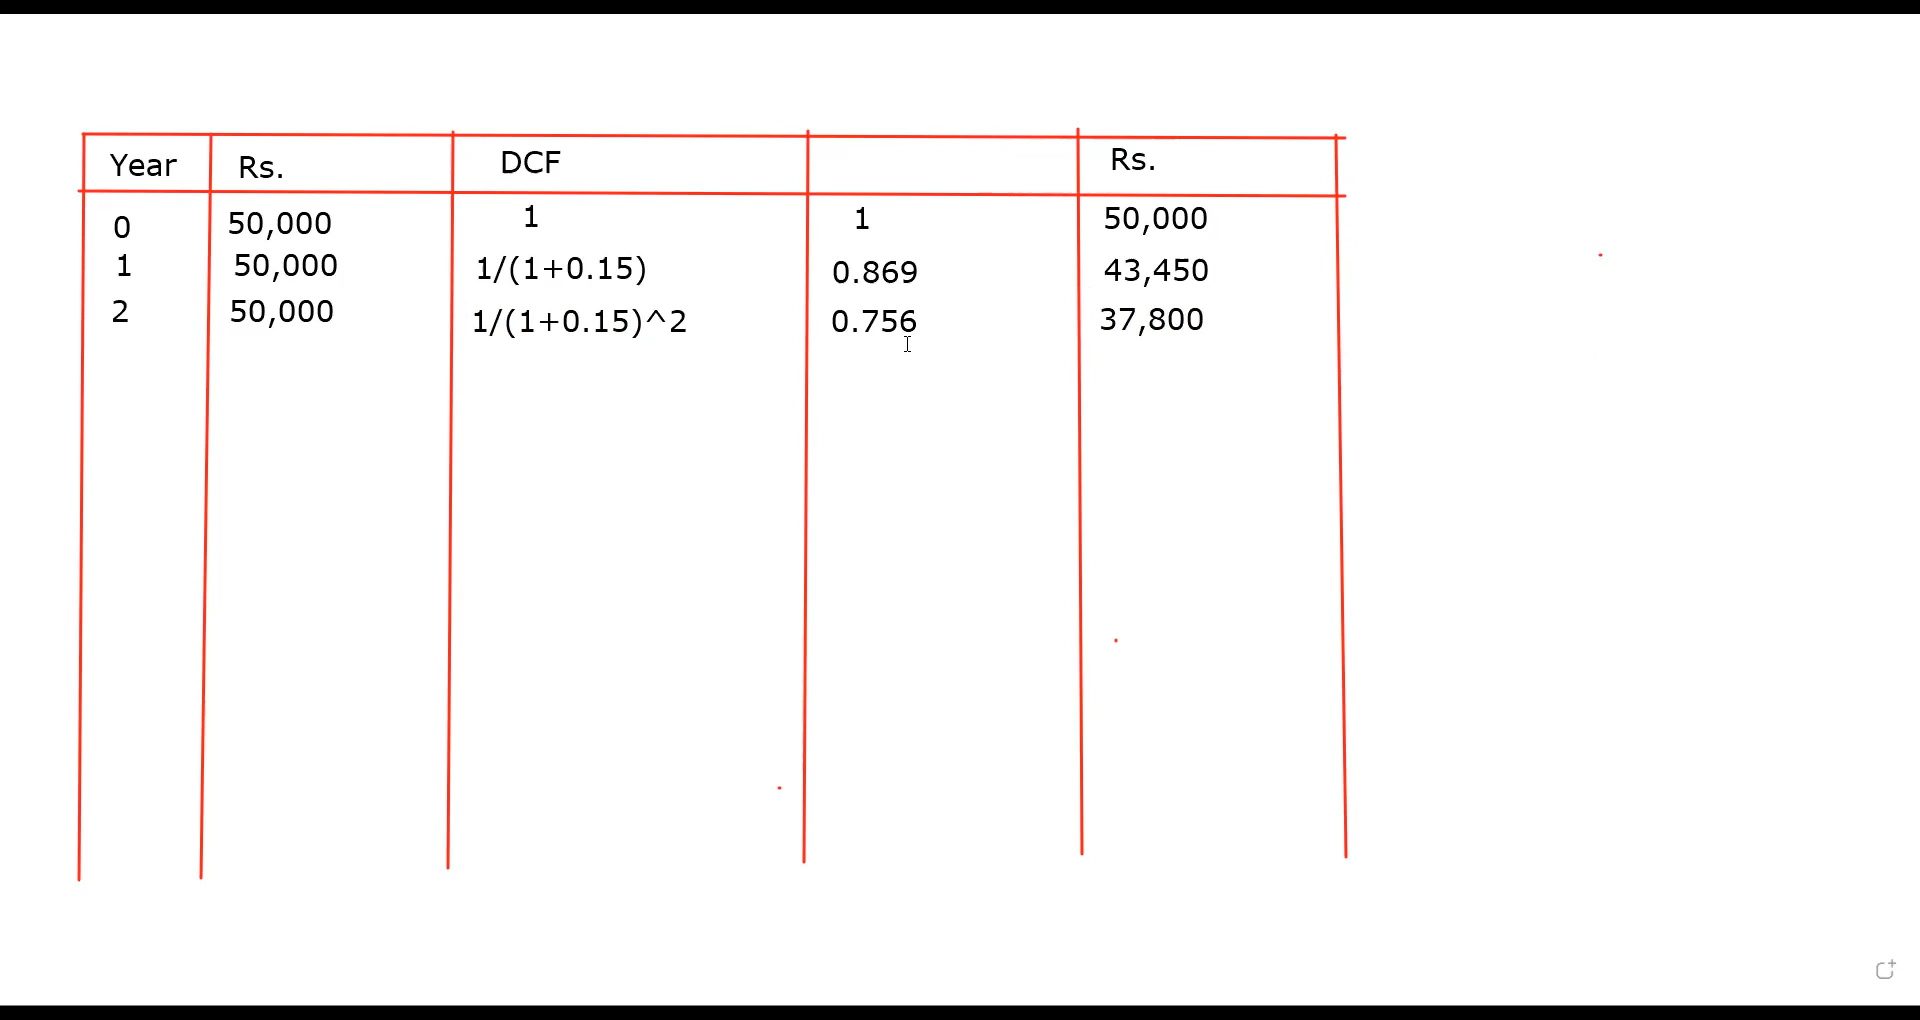 Year Rs. DCF Rs.
0 50,000 1 1 50,000
1 50,000 1/(1+0.15) 0.869 43,450
2 50,000 1/(1+0.15)^2 0.756 37,800